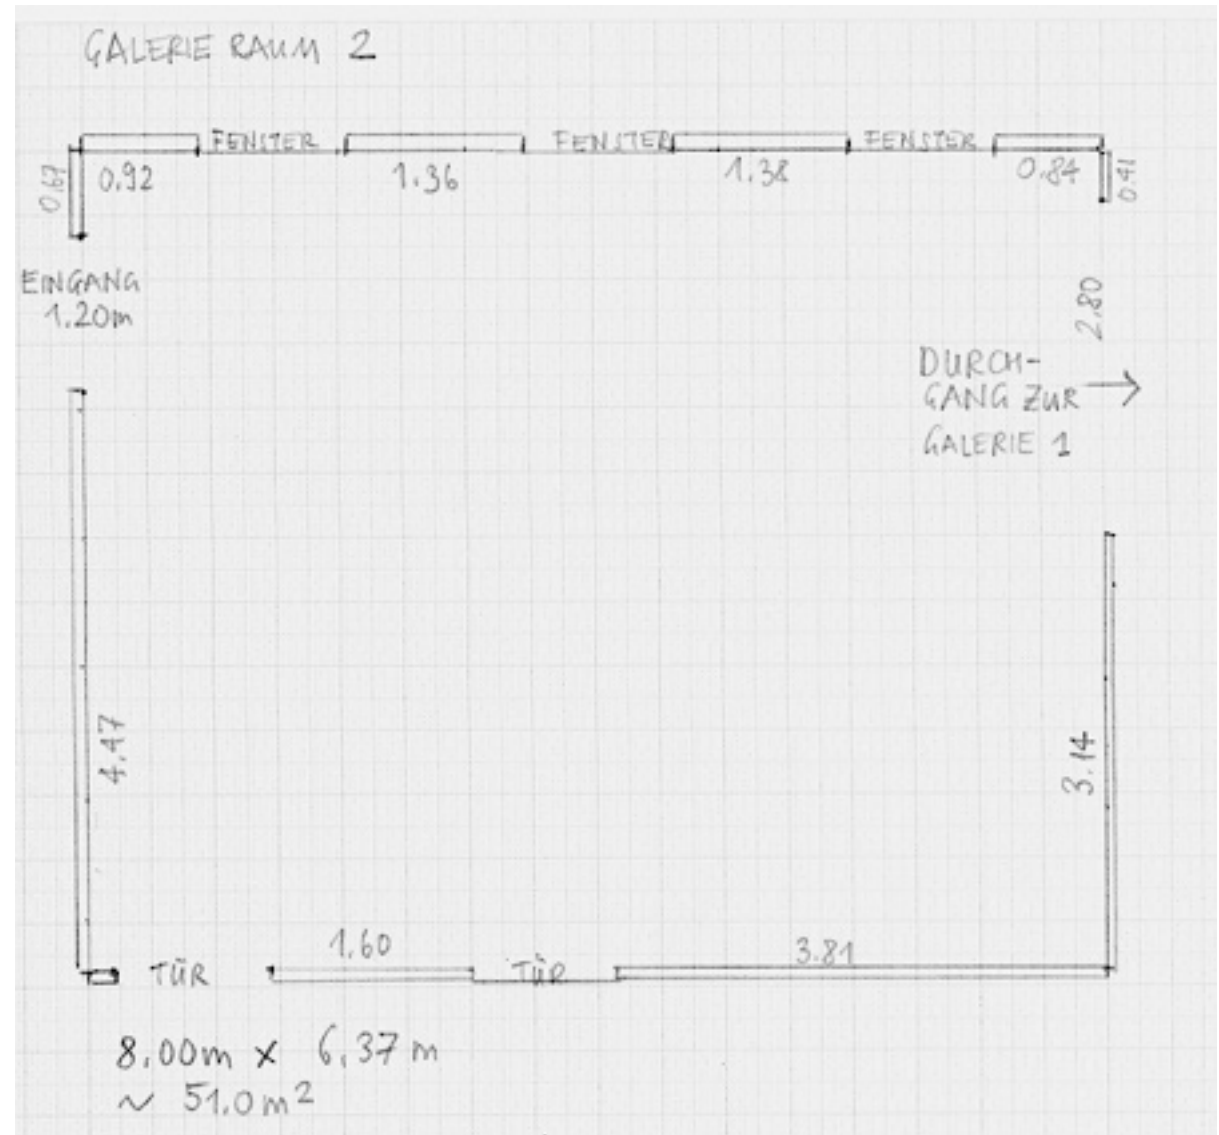 GALERIE RAUM 2
FENSTER FENSTER FENSTER
0.67 0.92 1.36 1.38 0.84 0.41
EINGANG
1.20m
2.80
DURCH-
GANG ZUR
GALERIE 1
4.47
3.14
1.60 3.81
TÜR TÜR
8.00m x 6.37m
~ 51.0m²